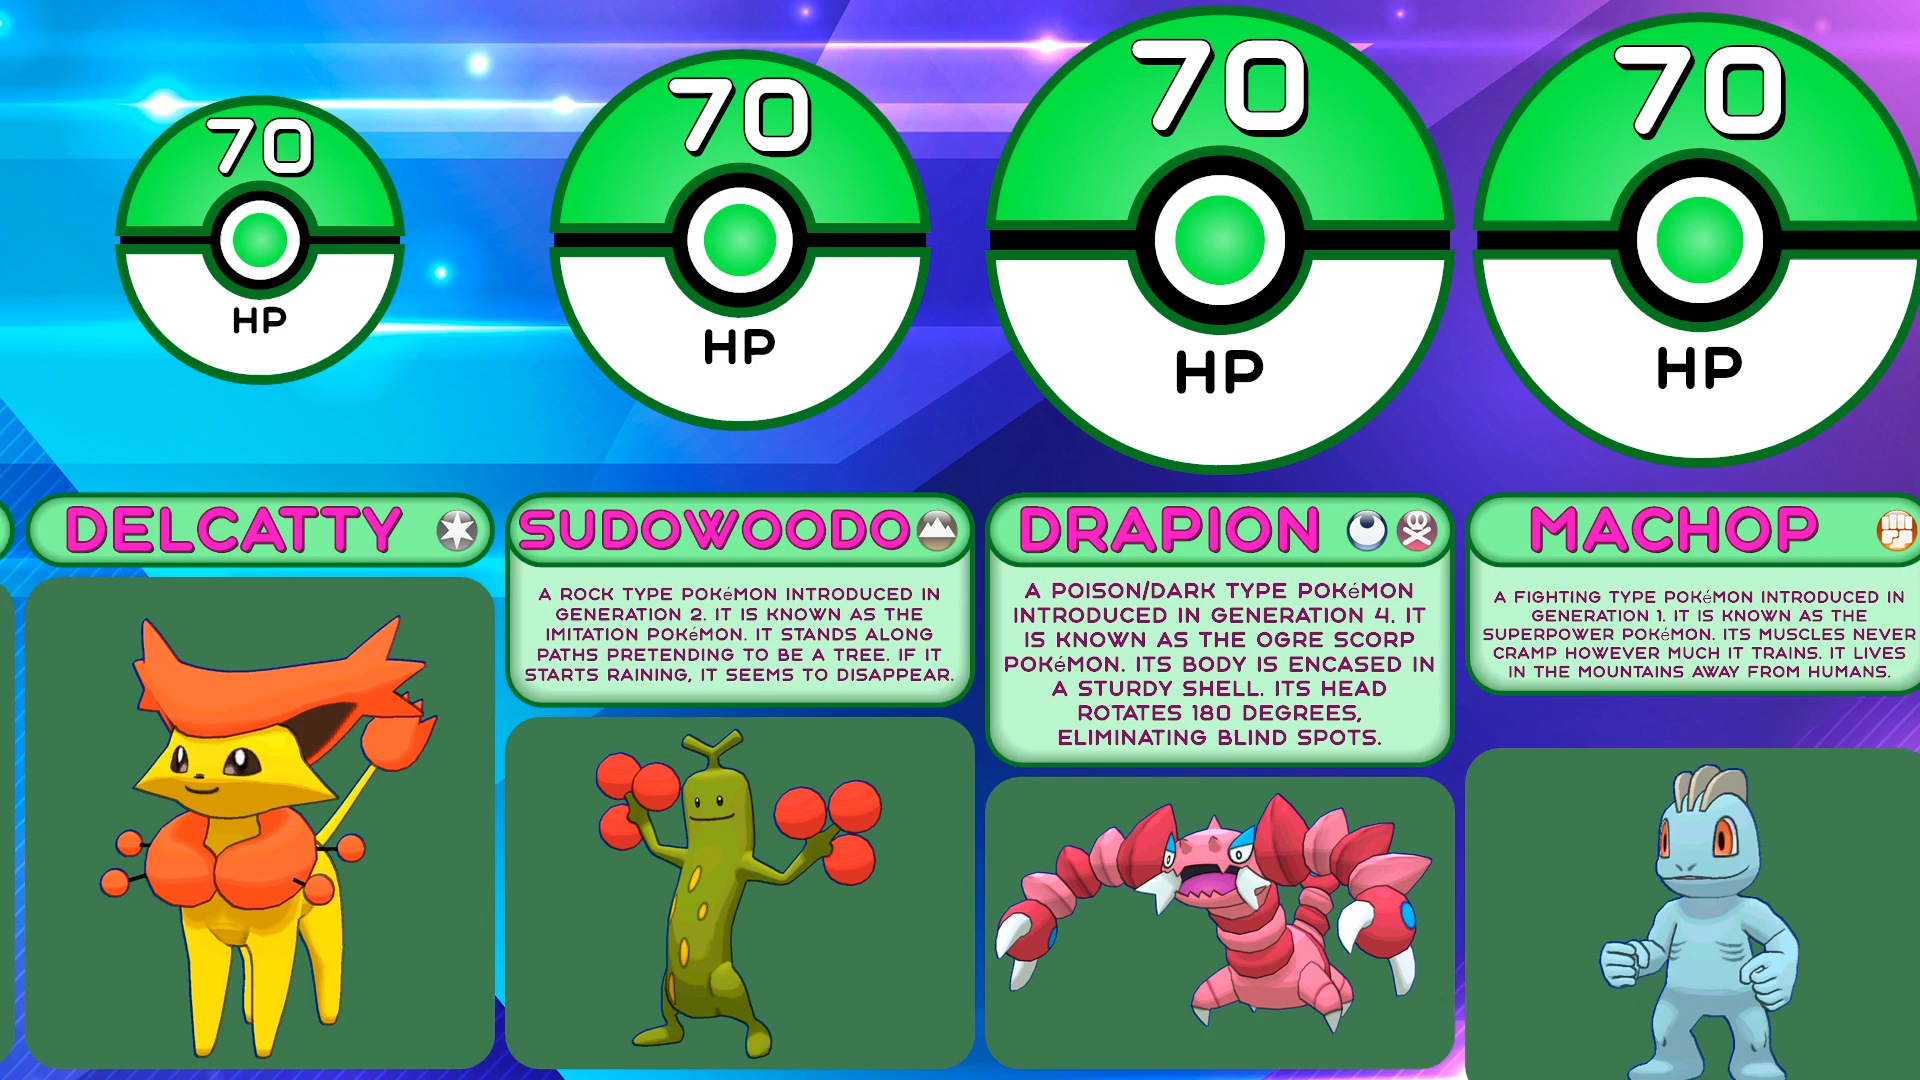 70
HP
70
HP
70
HP
70
HP
DELCATTY
SUDOWOODO
A ROCK TYPE POKéMON INTRODUCED IN
GENERATION 2. IT IS KNOWN AS THE
IMITATION POKéMON. IT STANDS ALONG
PATHS PRETENDING TO BE A TREE. IF IT
STARTS RAINING, IT SEEMS TO DISAPPEAR.
DRAPION
A POISON/DARK TYPE POKéMON
INTRODUCED IN GENERATION 4. IT
IS KNOWN AS THE OGRE SCORP
POKéMON. ITS BODY IS ENCASED IN
A STURDY SHELL. ITS HEAD
ROTATES 180 DEGREES,
ELIMINATING BLIND SPOTS.
MACHOP
A FIGHTING TYPE POKéMON INTRODUCED IN
GENERATION 1. IT IS KNOWN AS THE
SUPERPOWER POKéMON. ITS MUSCLES NEVER
CRAMP HOWEVER MUCH IT TRAINS. IT LIVES
IN THE MOUNTAINS AWAY FROM HUMANS.